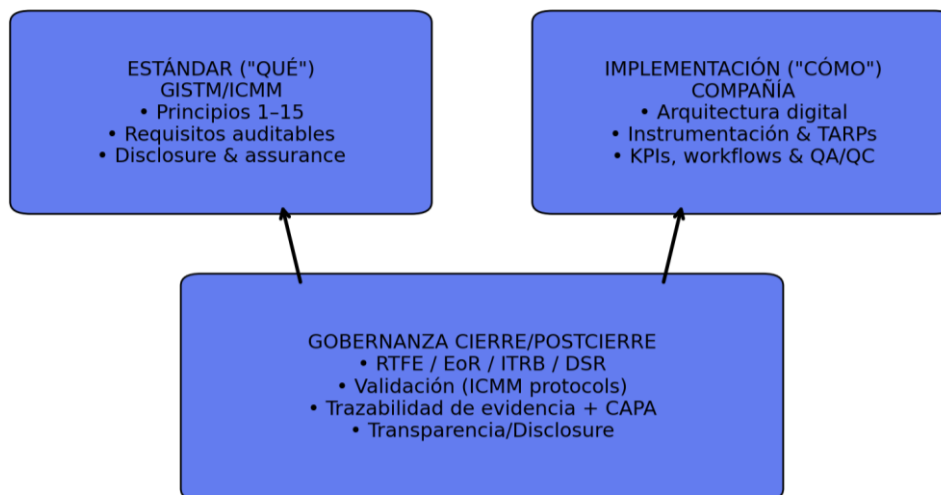 ESTÁNDAR ("QUÉ")
GISTM/ICMM
• Principios 1–15
• Requisitos auditables
• Disclosure & assurance
IMPLEMENTACIÓN ("CÓMO")
COMPAÑÍA
• Arquitectura digital
• Instrumentación & TARPs
• KPIs, workflows & QA/QC
GOBERNANZA CIERRE/POSTCIERRE
• RTFE / EoR / ITRB / DSR
• Validación (ICMM protocols)
• Trazabilidad de evidencia + CAPA
• Transparencia/Disclosure